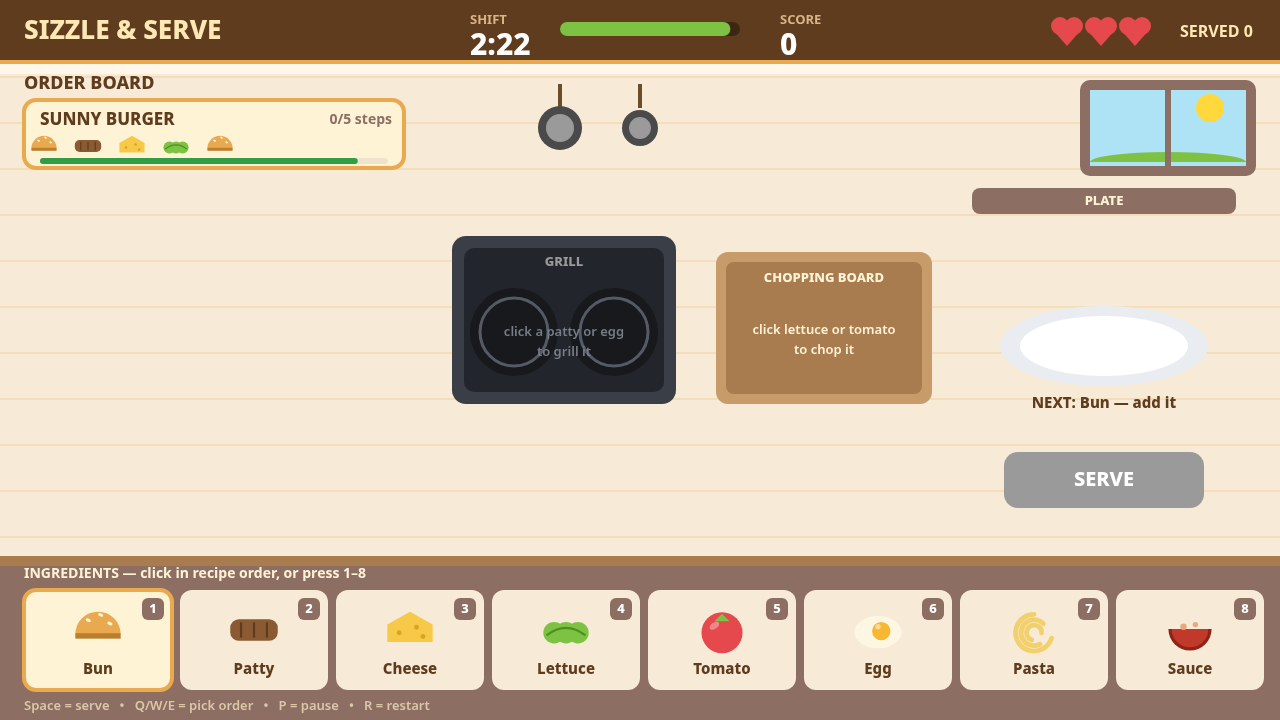 SIZZLE & SERVE
SHIFT
2:22
SCORE
0
SERVED 0
ORDER BOARD
SUNNY BURGER
0/5 steps
PLATE
GRILL
click a patty or egg
to grill it
CHOPPING BOARD
click lettuce or tomato
to chop it
NEXT: Bun — add it
SERVE
INGREDIENTS — click in recipe order, or press 1–8
1
Bun
2
Patty
3
Cheese
4
Lettuce
5
Tomato
6
Egg
7
Pasta
8
Sauce
Space = serve • Q/W/E = pick order • P = pause • R = restart